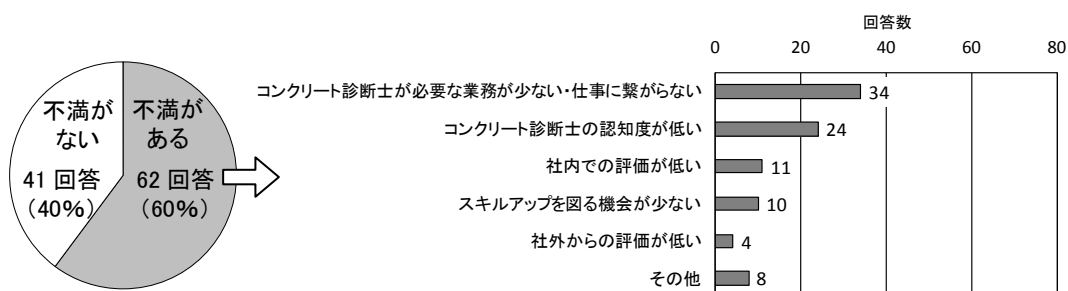 不満が
ない
41 回答
(40%)
不満が
ある
62 回答
(60%)
回答数
0 20 40 60 80
コンクリート診断士が必要な業務が少ない・仕事に繋がらない 34
コンクリート診断士の認知度が低い 24
社内での評価が低い 11
スキルアップを図る機会が少ない 10
社外からの評価が低い 4
その他 8